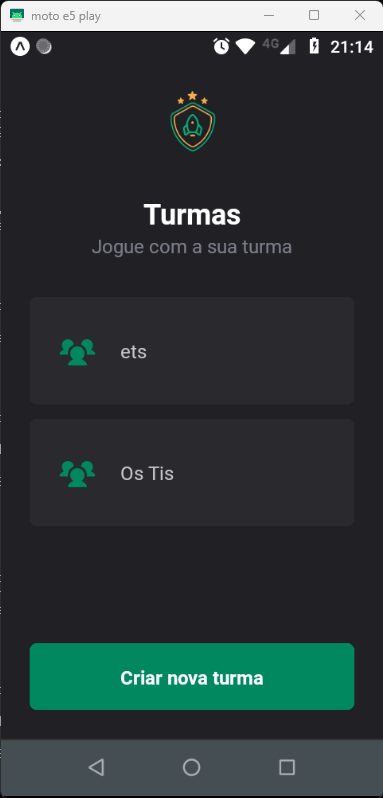 moto e5 play
4G
21:14
Turmas
Jogue com a sua turma
ets
Os Tis
Criar nova turma